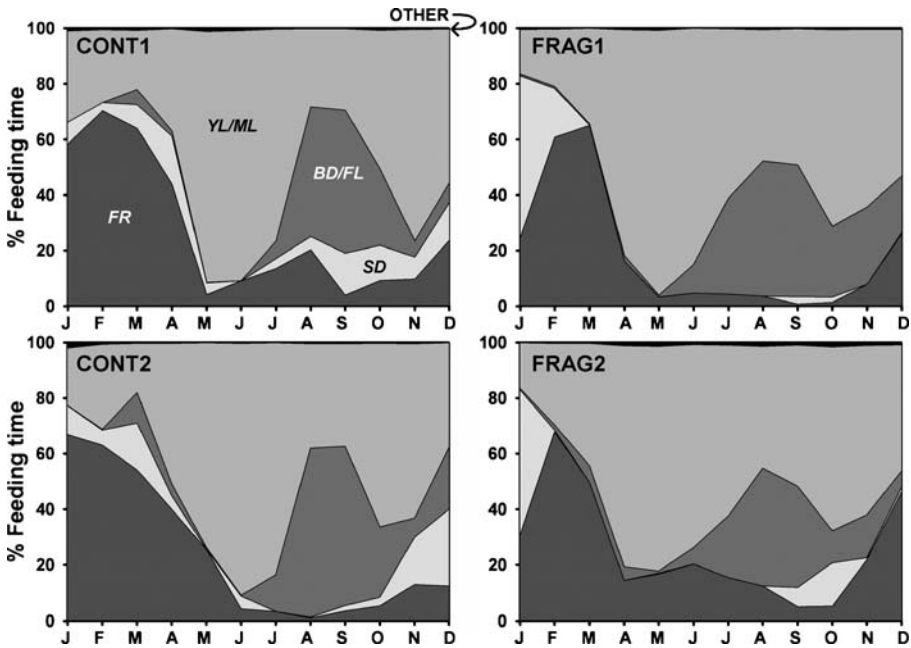 OTHER
CONT1
FRAG1
% Feeding time
100
80
60
40
20
0
YL/ML
BD/FL
FR
SD
J F M A M J J A S O N D
100
80
60
40
20
0
J F M A M J J A S O N D
CONT2
FRAG2
% Feeding time
100
80
60
40
20
0
J F M A M J J A S O N D
100
80
60
40
20
0
J F M A M J J A S O N D